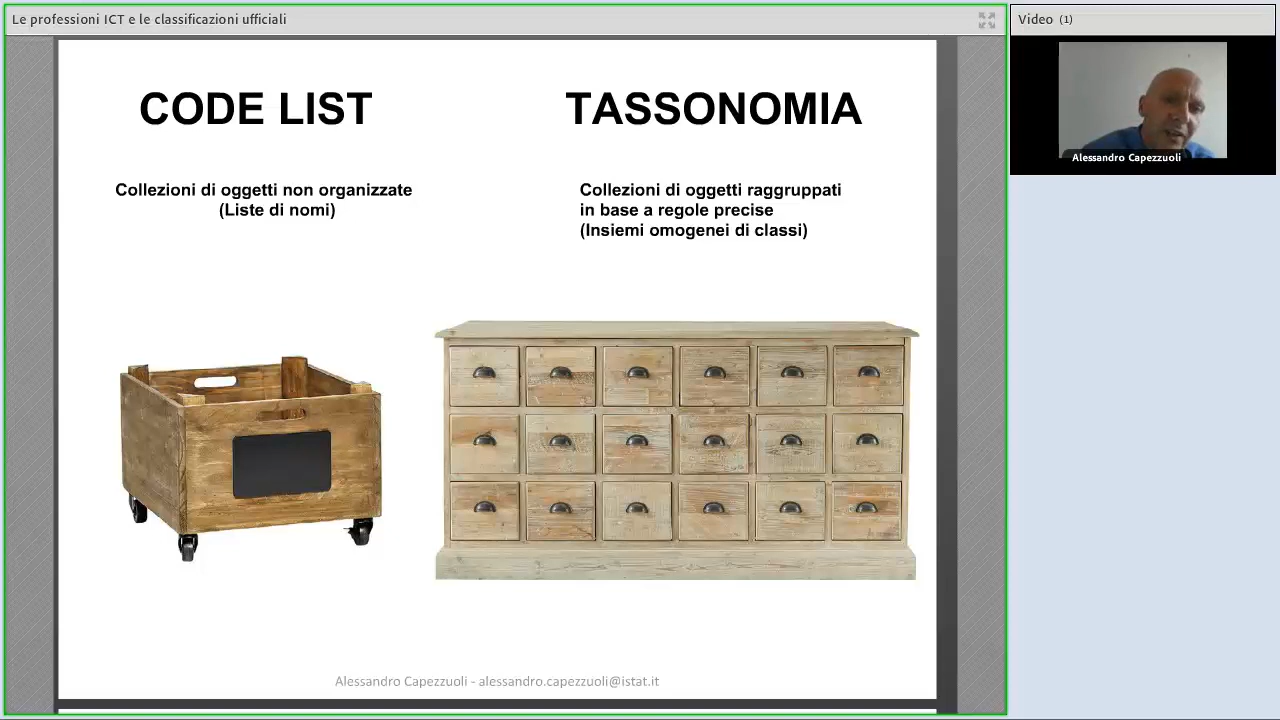 Le professioni ICT e le classificazioni ufficiali
Video (1)
Alessandro Capezzuoli
CODE LIST
Collezioni di oggetti non organizzate
(Liste di nomi)
TASSONOMIA
Collezioni di oggetti raggruppati
in base a regole precise
(Insiemi omogenei di classi)
Alessandro Capezzuoli - alessandro.capezzuoli@istat.it